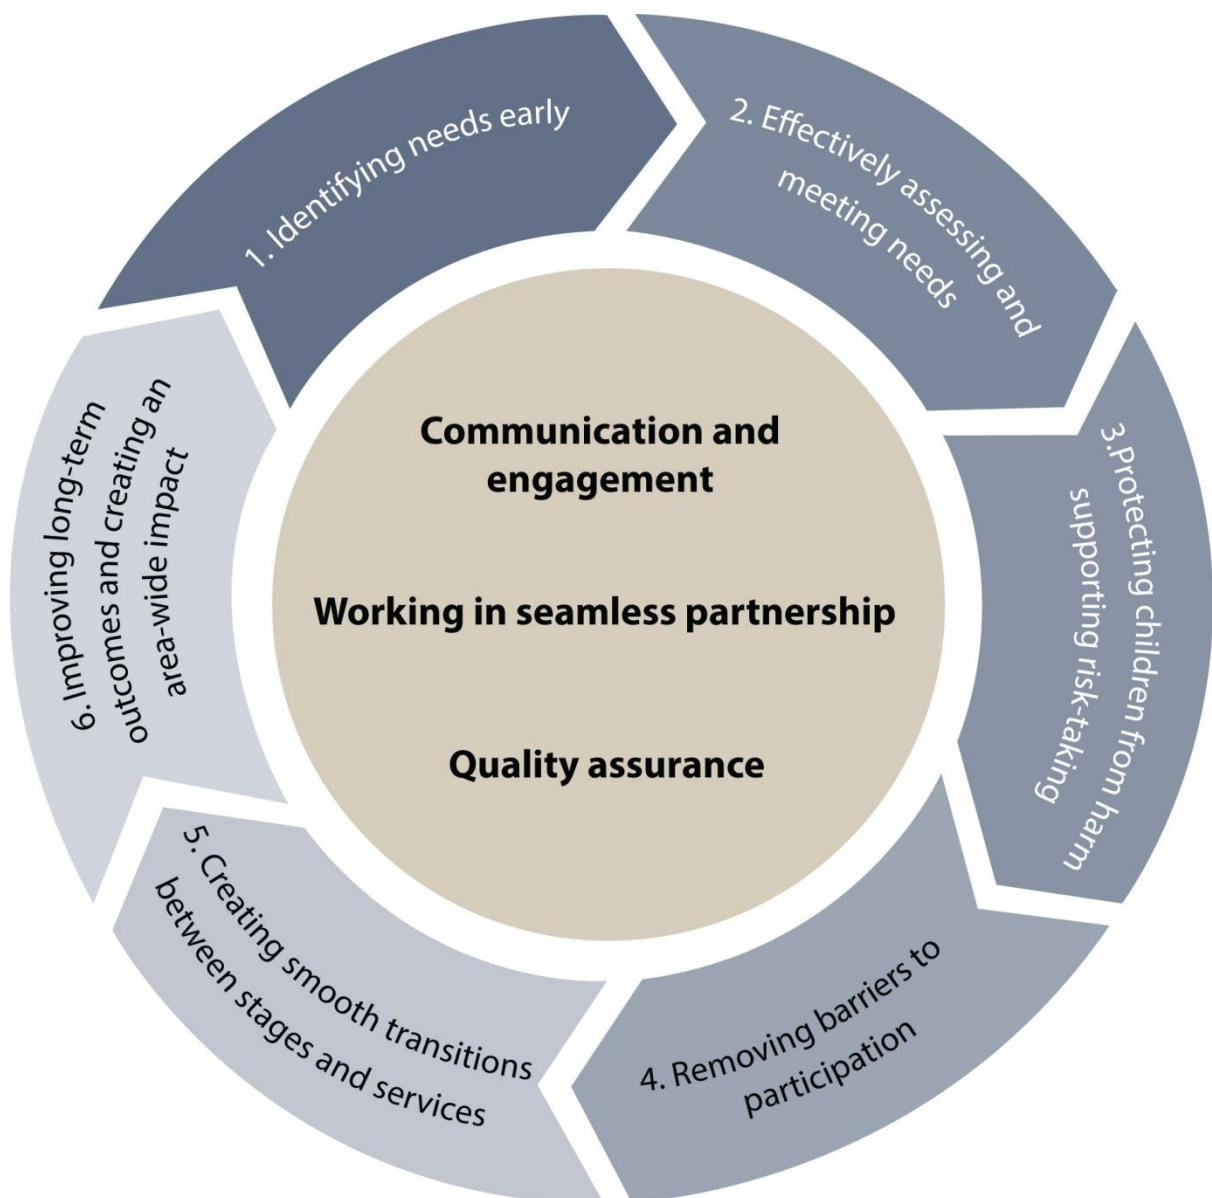 1. Identifying needs early
2. Effectively assessing and
meeting needs
3.Protecting children from harm
supporting risk-taking
4. Removing barriers to
participation
5. Creating smooth transitions
between stages and services
6. Improving long-term
outcomes and creating an
area-wide impact
Communication and
engagement
Working in seamless partnership
Quality assurance